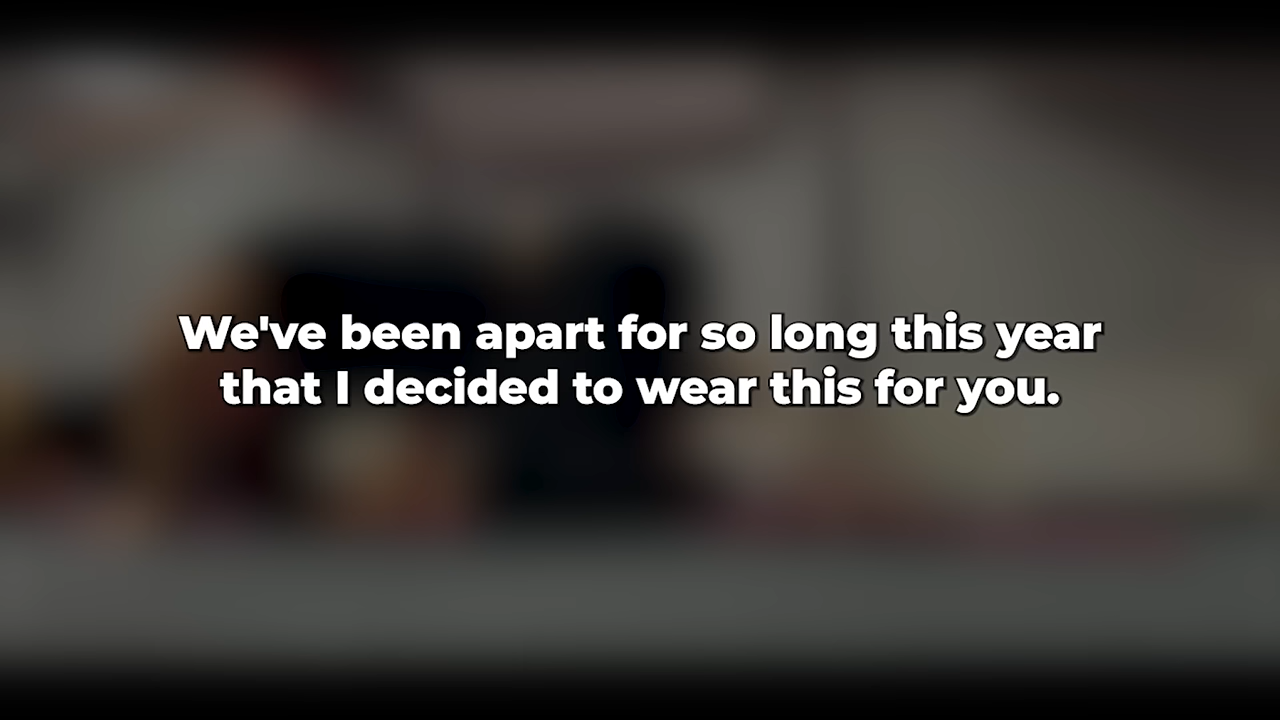 We've been apart for so long this year
that I decided to wear this for you.